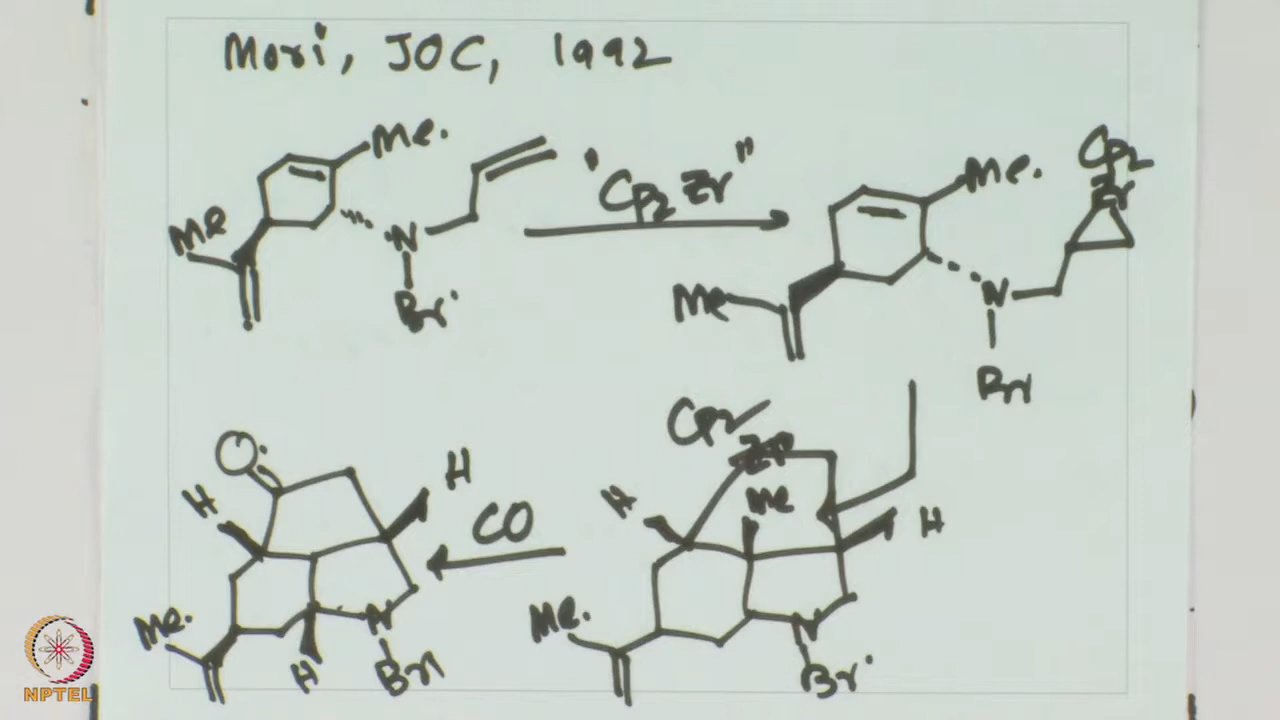 Mori, JOC, 1992
Me.
Me
N
Bn
"Cp2Zr"
Me.
Cp2
Zr
Me
N
Bn
Cp2
Zr
Me
H
H
Me.
N
Bn
CO
O
H
H
Me.
H
N
Bn
NPTEL